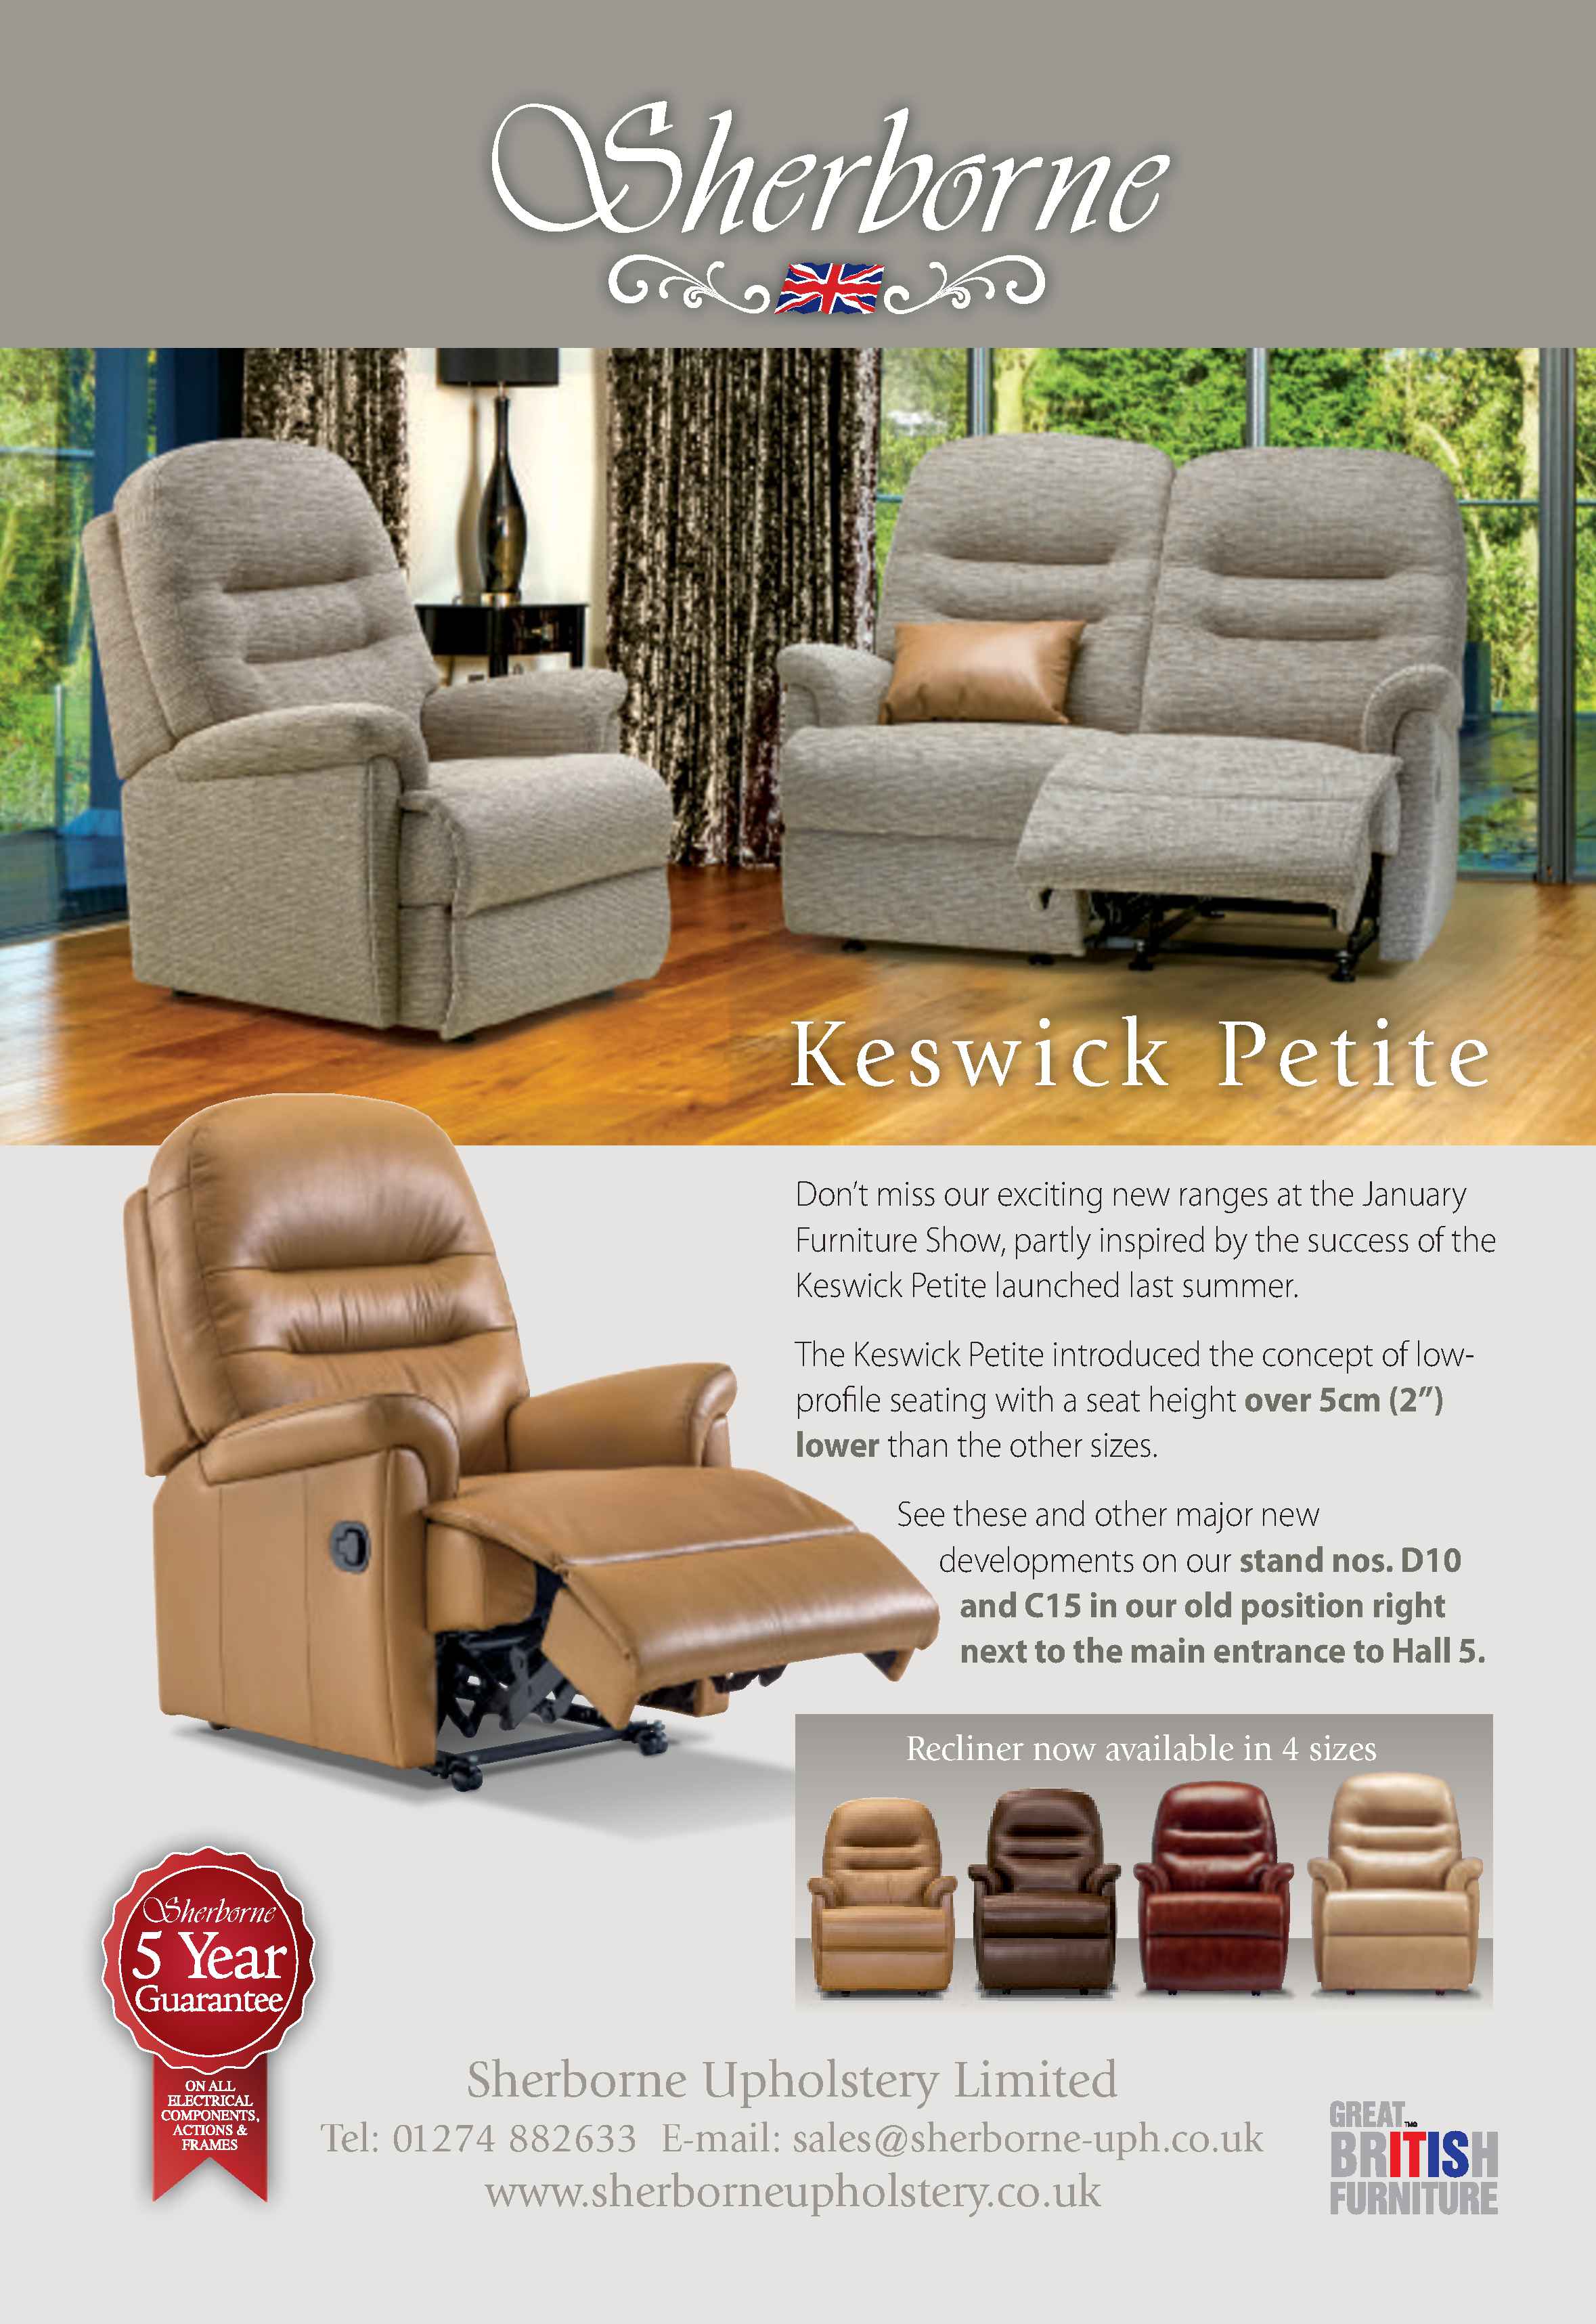 Sherborne
Keswick Petite
Don't miss our exciting new ranges at the January
Furniture Show, partly inspired by the success of the
Keswick Petite launched last summer.
The Keswick Petite introduced the concept of low-
profile seating with a seat height over 5cm (2”)
lower than the other sizes.
See these and other major new
developments on our stand nos. D10
and C15 in our old position right
next to the main entrance to Hall 5.
Recliner now available in 4 sizes
Sherborne
5 Year
Guarantee
ON ALL
ELECTRICAL
COMPONENTS,
ACTIONS &
FRAMES
Sherborne Upholstery Limited
Tel: 01274 882633 E-mail: sales@sherborne-uph.co.uk
www.sherborneupholstery.co.uk
GREAT
BRITISH
FURNITURE